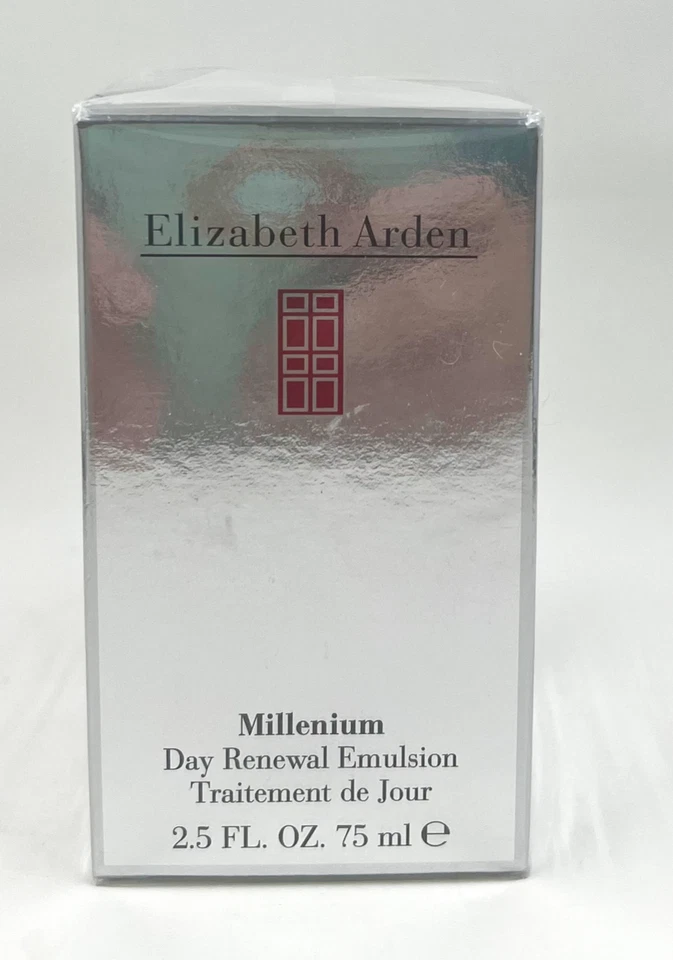 Elizabeth Arden
Millenium
Day Renewal Emulsion
Traitement de Jour
2.5 FL. OZ. 75 ml ℮